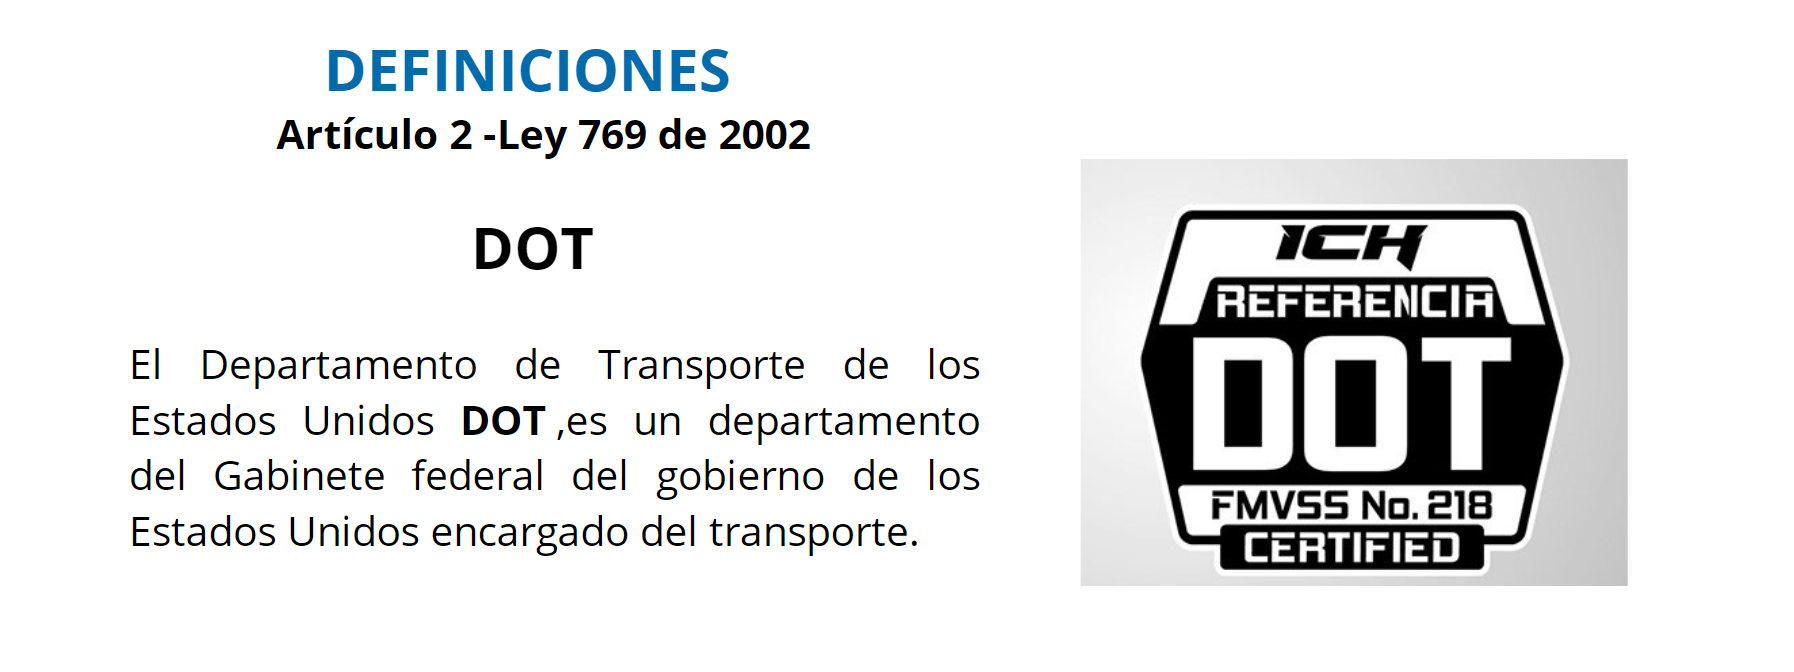 DEFINICIONES
Artículo 2 -Ley 769 de 2002
DOT
El Departamento de Transporte de los
Estados Unidos DOT ,es un departamento
del Gabinete federal del gobierno de los
Estados Unidos encargado del transporte.
ICH
REFERENCIA
DOT
FMVSS No. 218
CERTIFIED